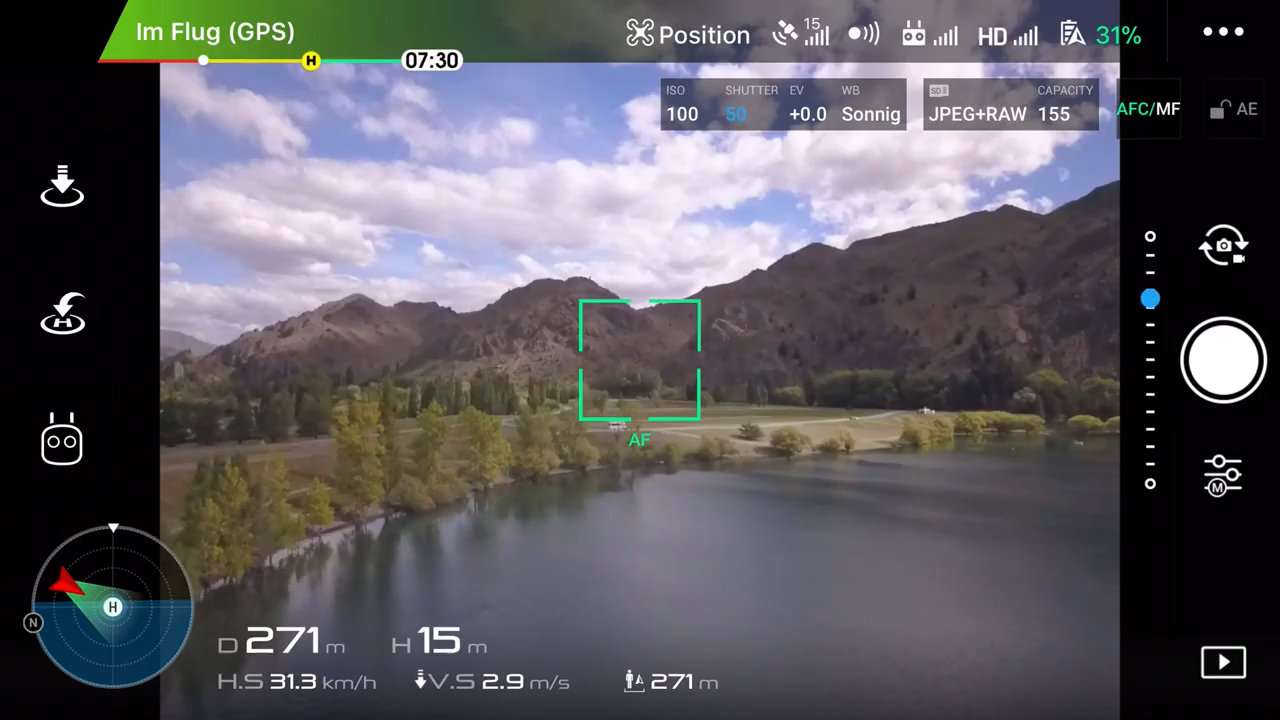 Im Flug (GPS)
Position
15
HD
31%
H
07:30
ISO SHUTTER EV WB
100 50 +0.0 Sonnig
CAPACITY
JPEG+RAW 155
AFC/MF
AE
AF
M
H
N
D 271 m H 15 m
H.S 31.3 km/h V.S 2.9 m/s 271 m